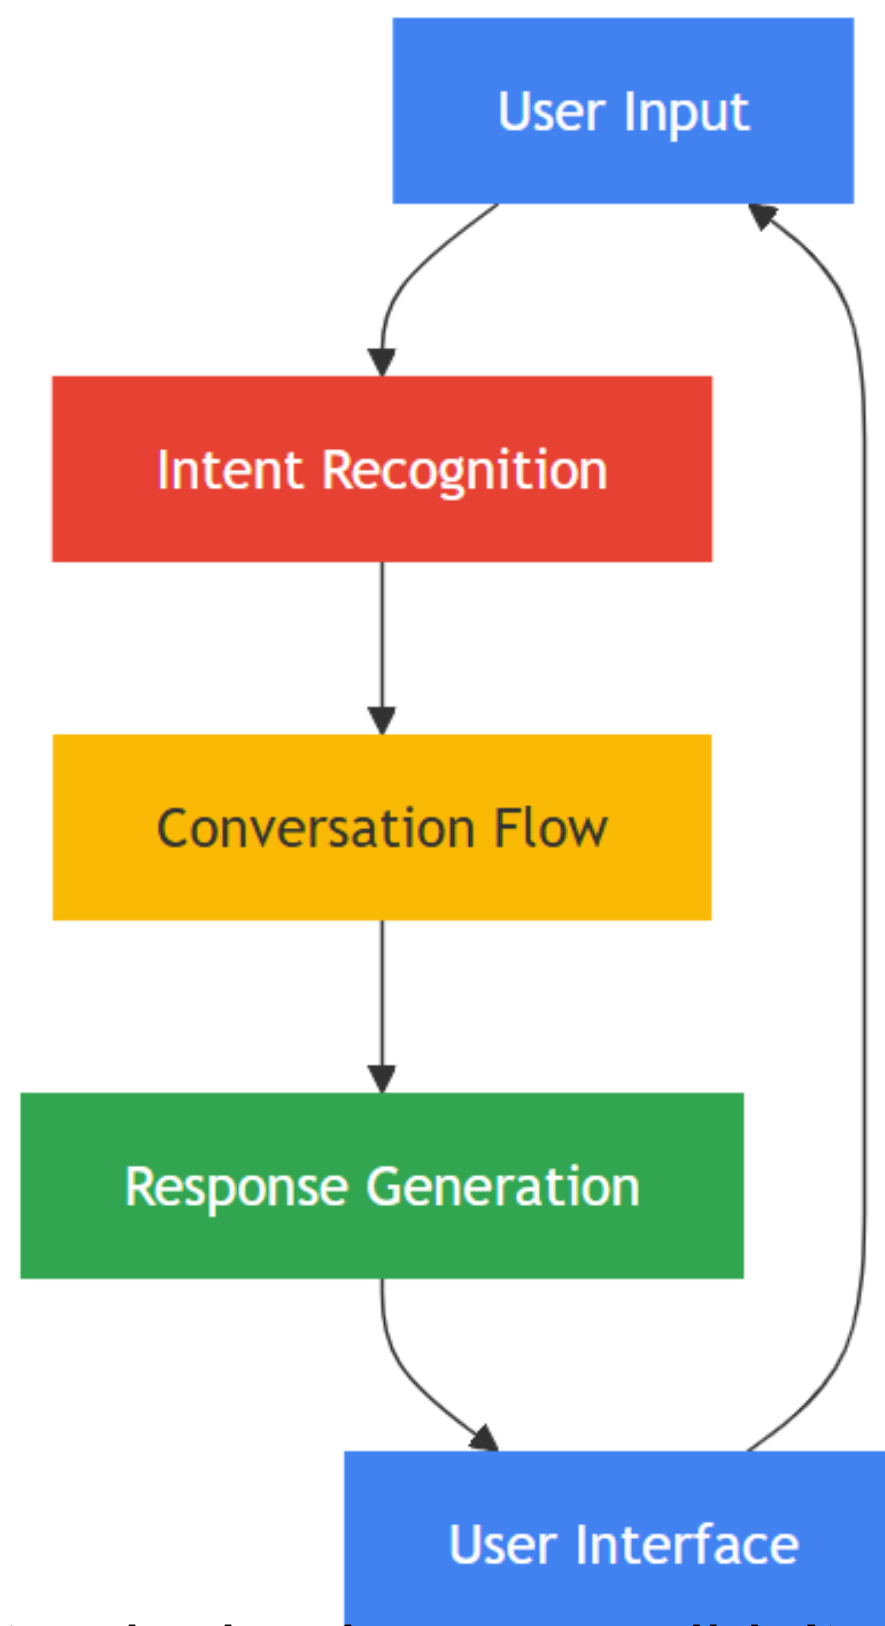 User Input
Intent Recognition
Conversation Flow
Response Generation
User Interface